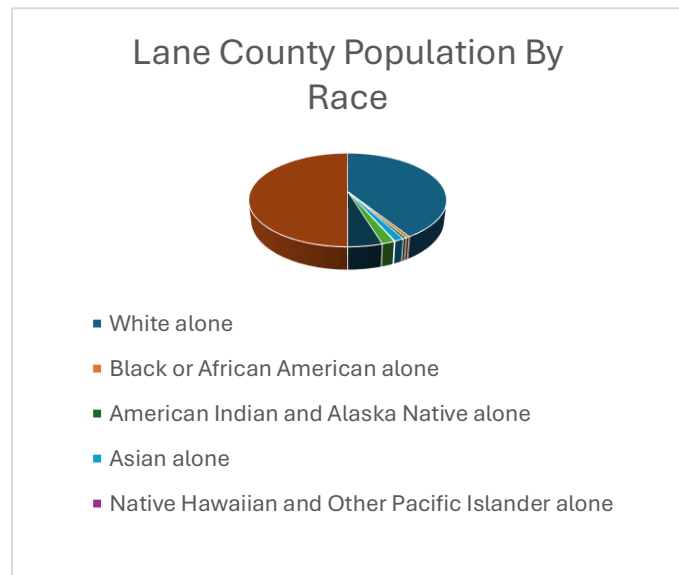 Lane County Population By
Race
White alone
Black or African American alone
American Indian and Alaska Native alone
Asian alone
Native Hawaiian and Other Pacific Islander alone